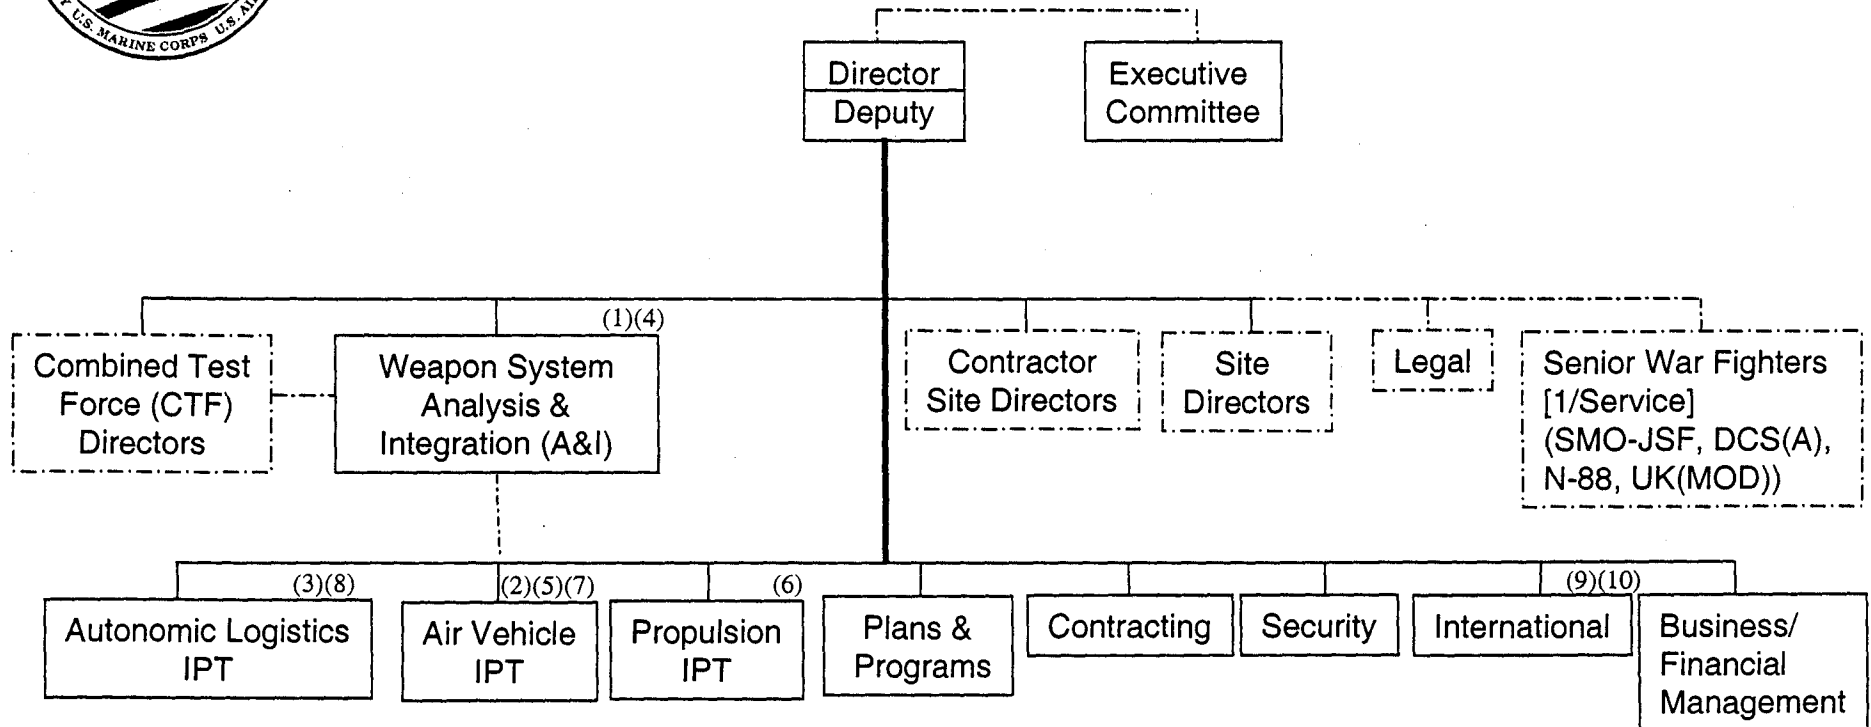 Y U.S. MARINE CORPS U.S. AIR
Director
Deputy
Executive
Committee
(1)(4)
Combined Test
Force (CTF)
Directors
Weapon System
Analysis &
Integration (A&I)
Contractor
Site Directors
Site
Directors
Legal
Senior War Fighters
[1/Service]
(SMO-JSF, DCS(A),
N-88, UK(MOD))
(3)(8)
(2)(5)(7)
(6)
(9)(10)
Autonomic Logistics
IPT
Air Vehicle
IPT
Propulsion
IPT
Plans &
Programs
Contracting
Security
International
Business/
Financial
Management